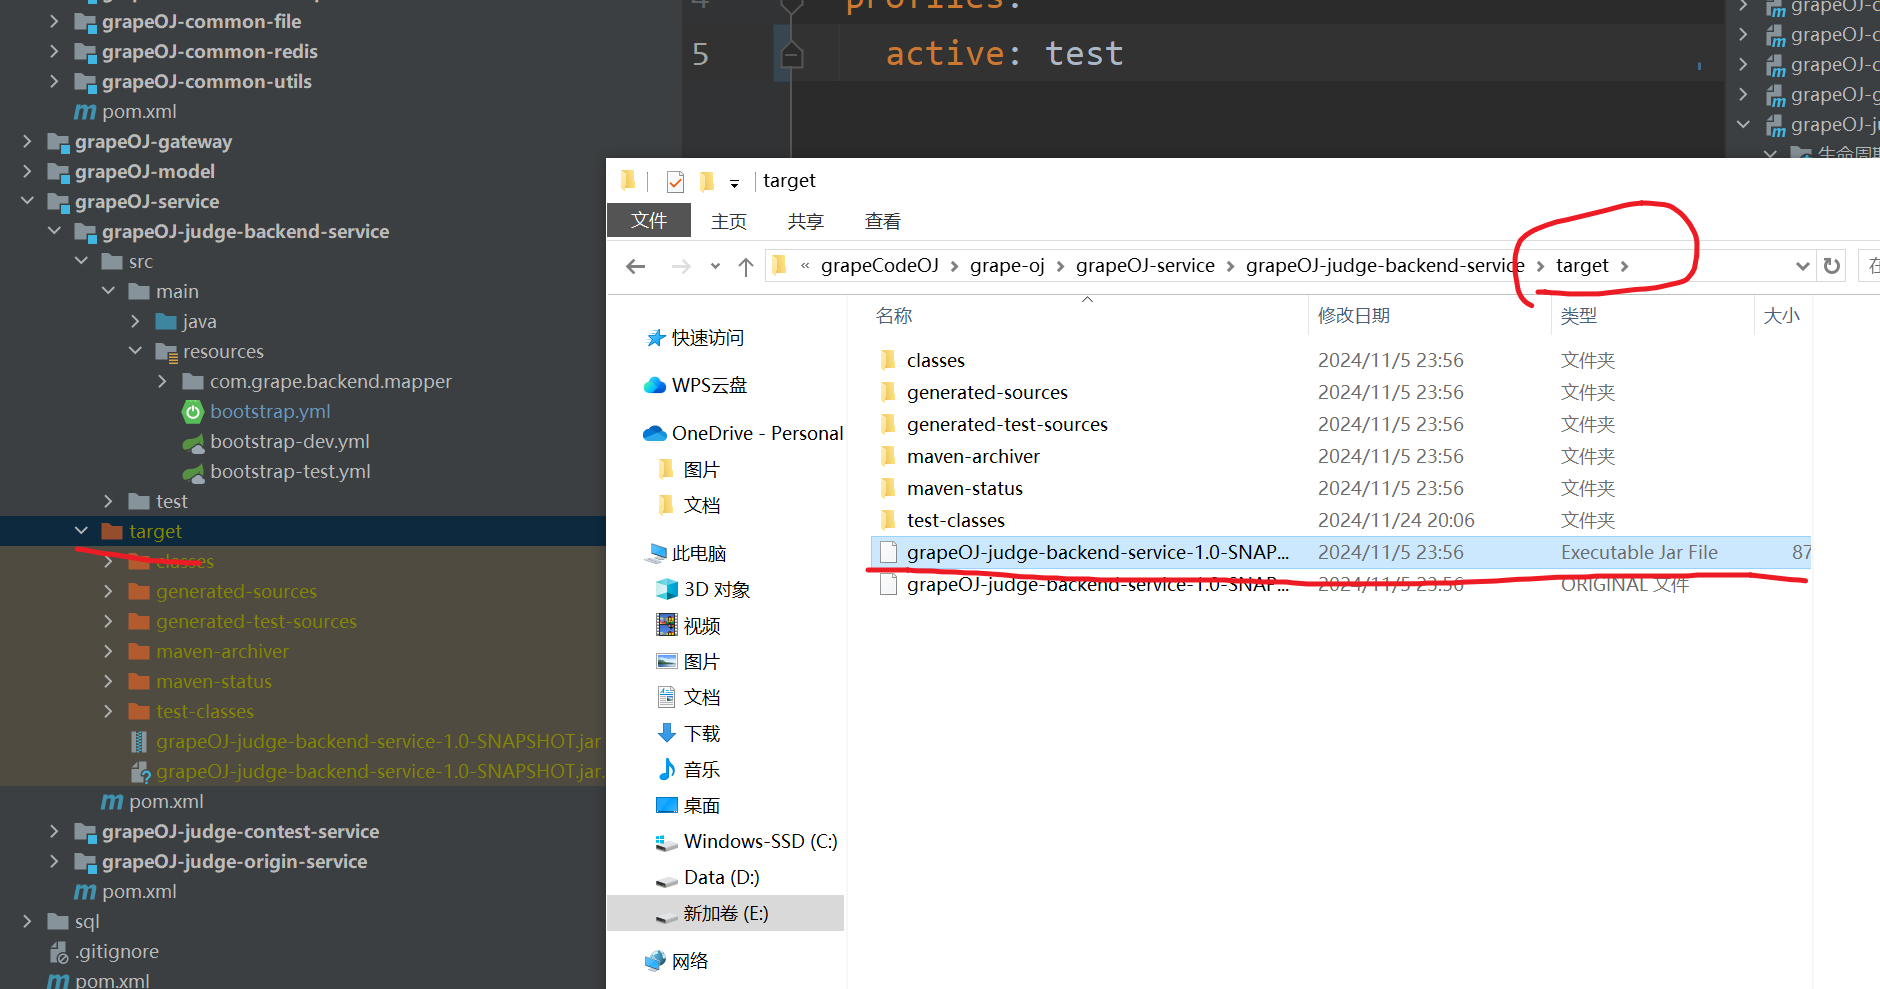 grapeOJ-common-file
grapeOJ-common-redis
grapeOJ-common-utils
pom.xml
grapeOJ-gateway
grapeOJ-model
grapeOJ-service
grapeOJ-judge-backend-service
src
main
java
resources
com.grape.backend.mapper
bootstrap.yml
bootstrap-dev.yml
bootstrap-test.yml
test
target
classes
generated-sources
generated-test-sources
maven-archiver
maven-status
test-classes
grapeOJ-judge-backend-service-1.0-SNAPSHOT.jar
grapeOJ-judge-backend-service-1.0-SNAPSHOT.jar.
pom.xml
grapeOJ-judge-contest-service
grapeOJ-judge-origin-service
pom.xml
sql
.gitignore
pom.xml
4 profiles:
5 active: test
grapeOJ-c
grapeOJ-c
grapeOJ-c
grapeOJ-g
grapeOJ-ju
生命周期
target
文件 主页 共享 查看
« grapeCodeOJ > grape-oj > grapeOJ-service > grapeOJ-judge-backend-service > target >
名称 修改日期 类型 大小
快速访问
WPS云盘
OneDrive - Personal
图片
文档
此电脑
3D 对象
视频
图片
文档
下载
音乐
桌面
Windows-SSD (C:)
Data (D:)
新加卷 (E:)
网络
classes 2024/11/5 23:56 文件夹
generated-sources 2024/11/5 23:56 文件夹
generated-test-sources 2024/11/5 23:56 文件夹
maven-archiver 2024/11/5 23:56 文件夹
maven-status 2024/11/5 23:56 文件夹
test-classes 2024/11/24 20:06 文件夹
grapeOJ-judge-backend-service-1.0-SNAP... 2024/11/5 23:56 Executable Jar File 87
grapeOJ-judge-backend-service-1.0-SNAP... 2024/11/5 23:56 ORIGINAL 文件